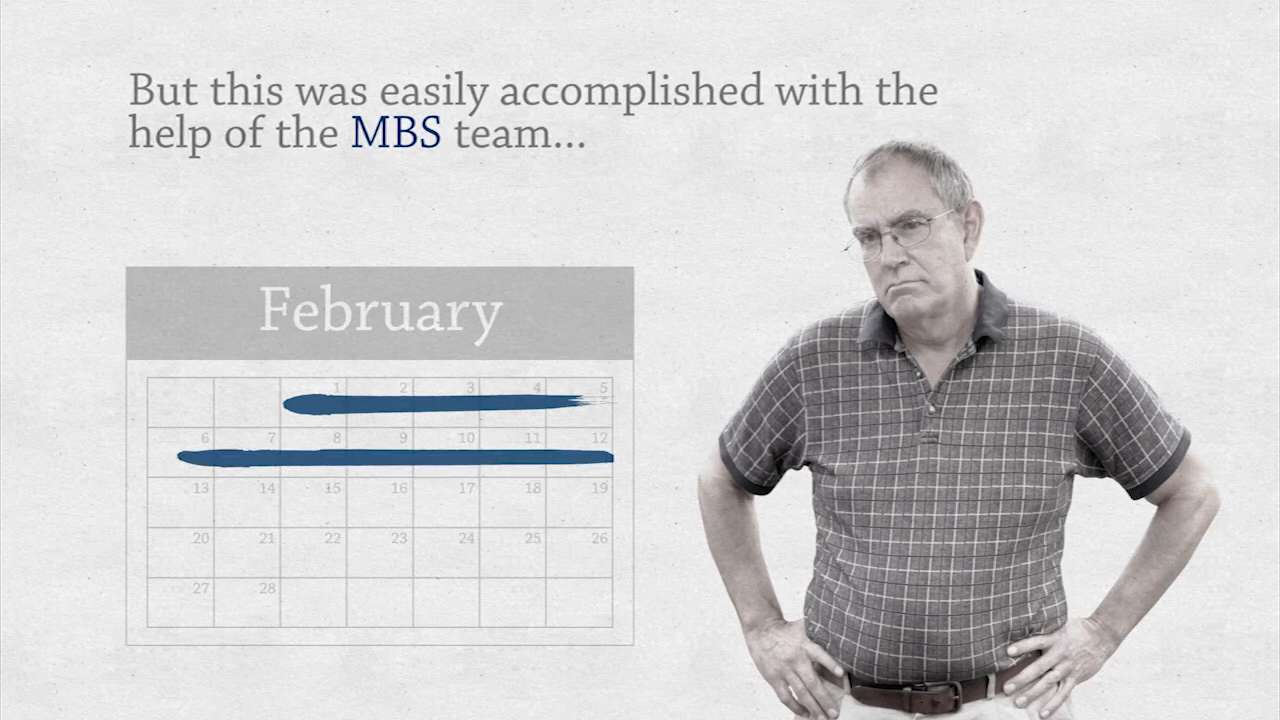 But this was easily accomplished with the
help of the MBS team...
February
1 2 3 4 5
6 7 8 9 10 11 12
13 14 15 16 17 18 19
20 21 22 23 24 25 26
27 28